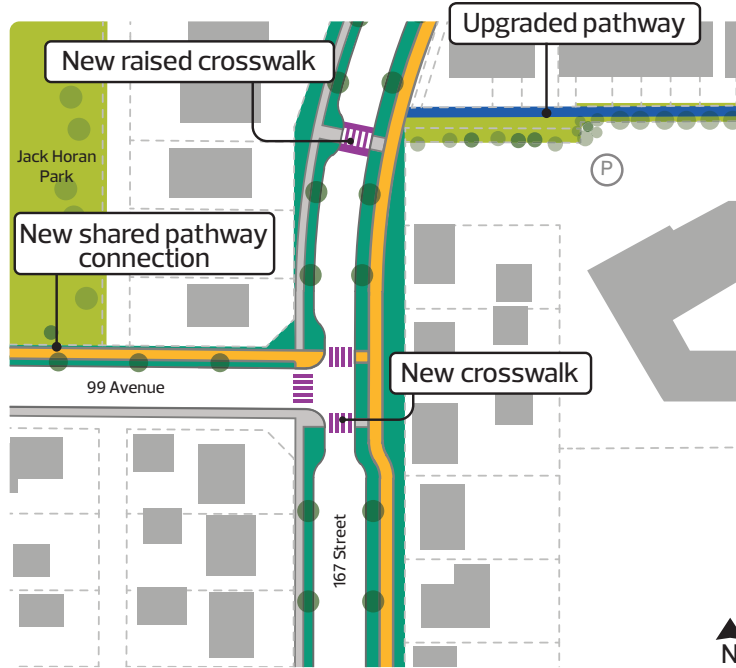 Upgraded pathway
New raised crosswalk
Jack Horan
Park
P
New shared pathway
connection
New crosswalk
99 Avenue
167 Street
N